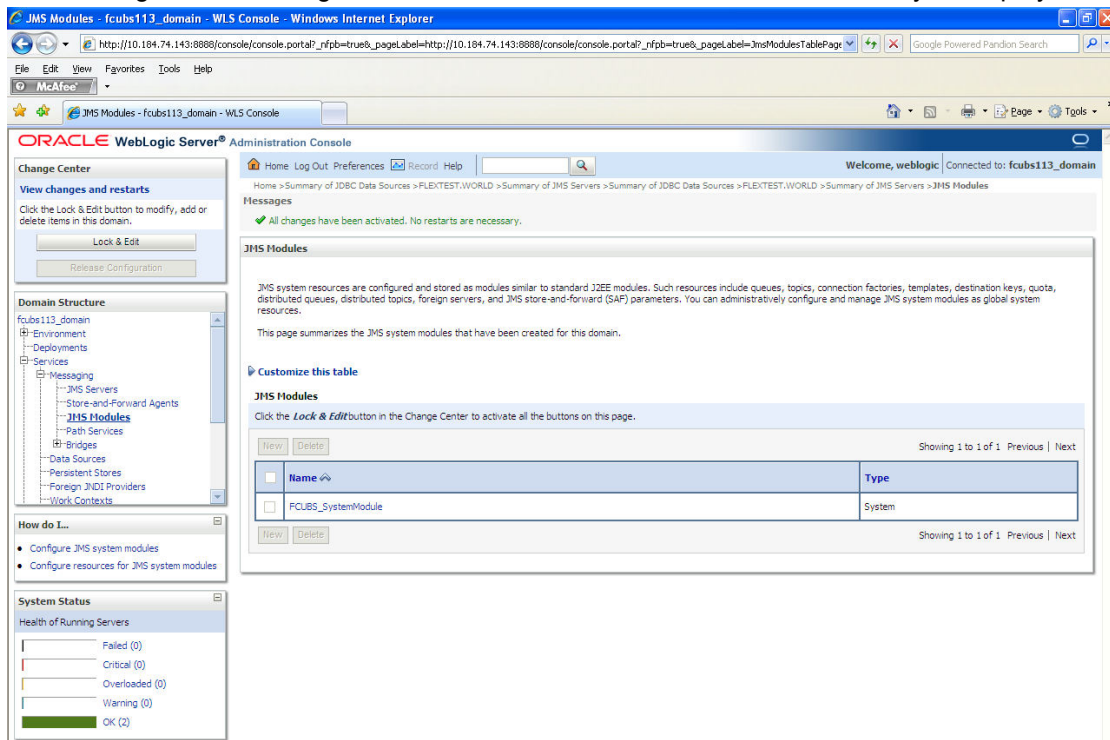 JMS Modules - fcubs113_domain - WLS Console - Windows Internet Explorer
http://10.184.74.143:8888/console/console.portal?_nfpb=true&_pageLabel=http://10.184.74.143:8888/console/console.portal?_nfpb=true&_pageLabel=JmsModulesTablePage
Google Powered Pandion Search
File Edit View Favorites Tools Help
McAfee
JMS Modules - fcubs113_domain - WLS Console
Page Tools
ORACLE WebLogic Server® Administration Console
Change Center
View changes and restarts
Click the Lock & Edit button to modify, add or
delete items in this domain.
Lock & Edit
Release Configuration
Domain Structure
fcubs113_domain
Environment
Deployments
Services
Messaging
JMS Servers
Store-and-Forward Agents
JMS Modules
Path Services
Bridges
Data Sources
Persistent Stores
Foreign JNDI Providers
Work Contexts
How do I...
Configure JMS system modules
Configure resources for JMS system modules
System Status
Health of Running Servers
Failed (0)
Critical (0)
Overloaded (0)
Warning (0)
OK (2)
Home Log Out Preferences Record Help
Welcome, weblogic Connected to: fcubs113_domain
Home >Summary of JDBC Data Sources >FLEXTEST.WORLD >Summary of JMS Servers >Summary of JDBC Data Sources >FLEXTEST.WORLD >Summary of JMS Servers >JMS Modules
Messages
All changes have been activated. No restarts are necessary.
JMS Modules
JMS system resources are configured and stored as modules similar to standard J2EE modules. Such resources include queues, topics, connection factories, templates, destination keys, quota,
distributed queues, distributed topics, foreign servers, and JMS store-and-forward (SAF) parameters. You can administratively configure and manage JMS system modules as global system
resources.
This page summarizes the JMS system modules that have been created for this domain.
Customize this table
JMS Modules
Click the Lock & Edit button in the Change Center to activate all the buttons on this page.
New Delete
Showing 1 to 1 of 1 Previous | Next
Name
Type
FCUBS_SystemModule
System
New Delete
Showing 1 to 1 of 1 Previous | Next